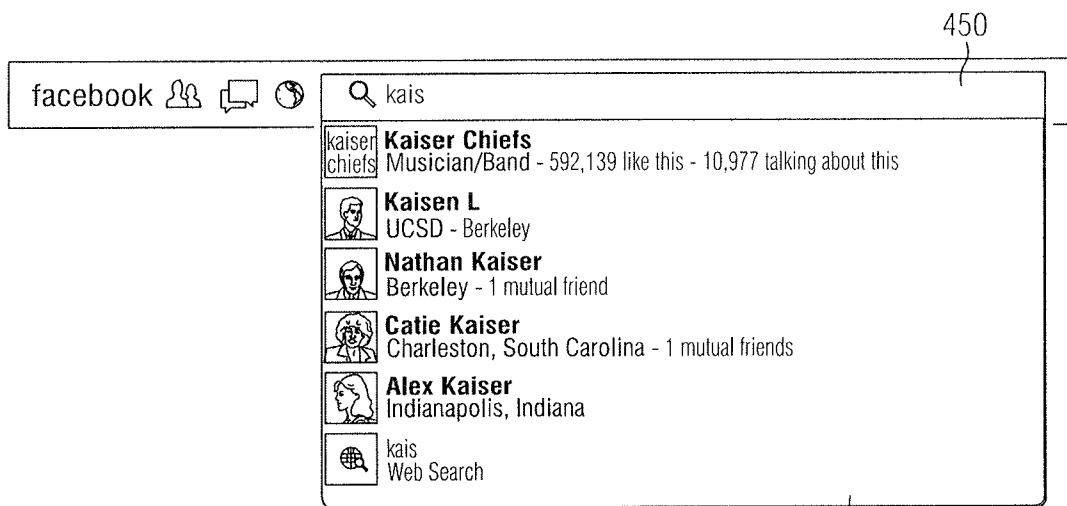 450
facebook
kais
kaiser
chiefs
Kaiser Chiefs
Musician/Band - 592,139 like this - 10,977 talking about this
Kaisen L
UCSD - Berkeley
Nathan Kaiser
Berkeley - 1 mutual friend
Catie Kaiser
Charleston, South Carolina - 1 mutual friends
Alex Kaiser
Indianapolis, Indiana
kais
Web Search